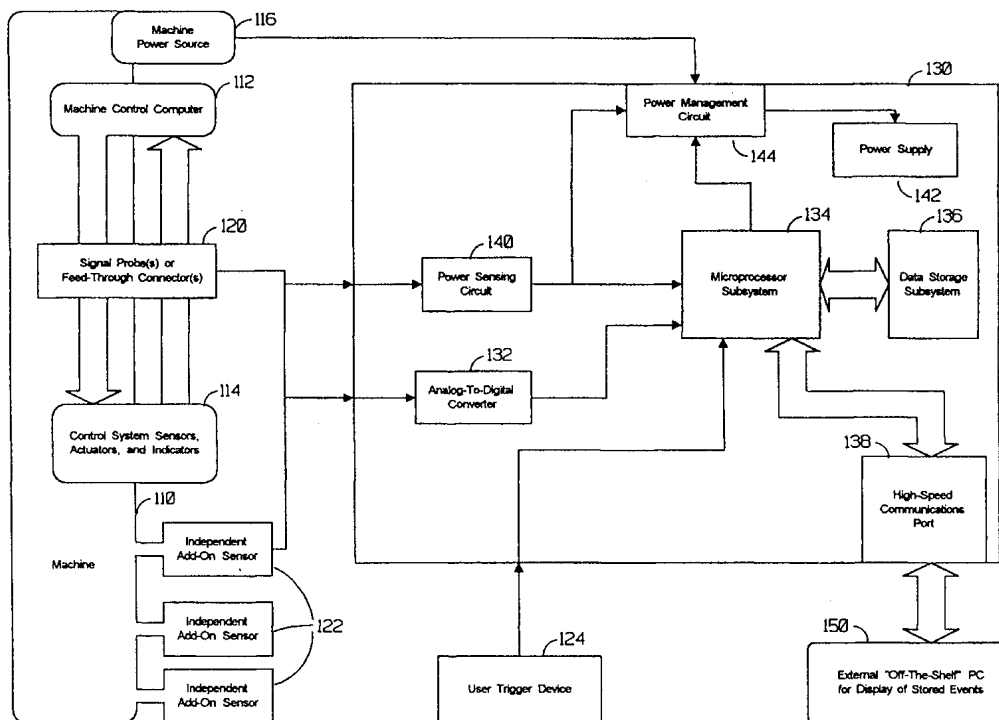 Machine
Power Source
116
112
Machine Control Computer
130
Power Management
Circuit
144
Power Supply
142
120
Signal Probe(s) or
Feed-Through Connector(s)
140
Power Sensing
Circuit
134
Microprocessor
Subsystem
136
Data Storage
Subsystem
132
Analog-To-Digital
Converter
114
Control System Sensors,
Actuators, and Indicators
138
High-Speed
Communications
Port
110
Machine
Independent
Add-On Sensor
Independent
Add-On Sensor
122
Independent
Add-On Sensor
124
User Trigger Device
150
External "Off-The-Shelf" PC
for Display of Stored Events